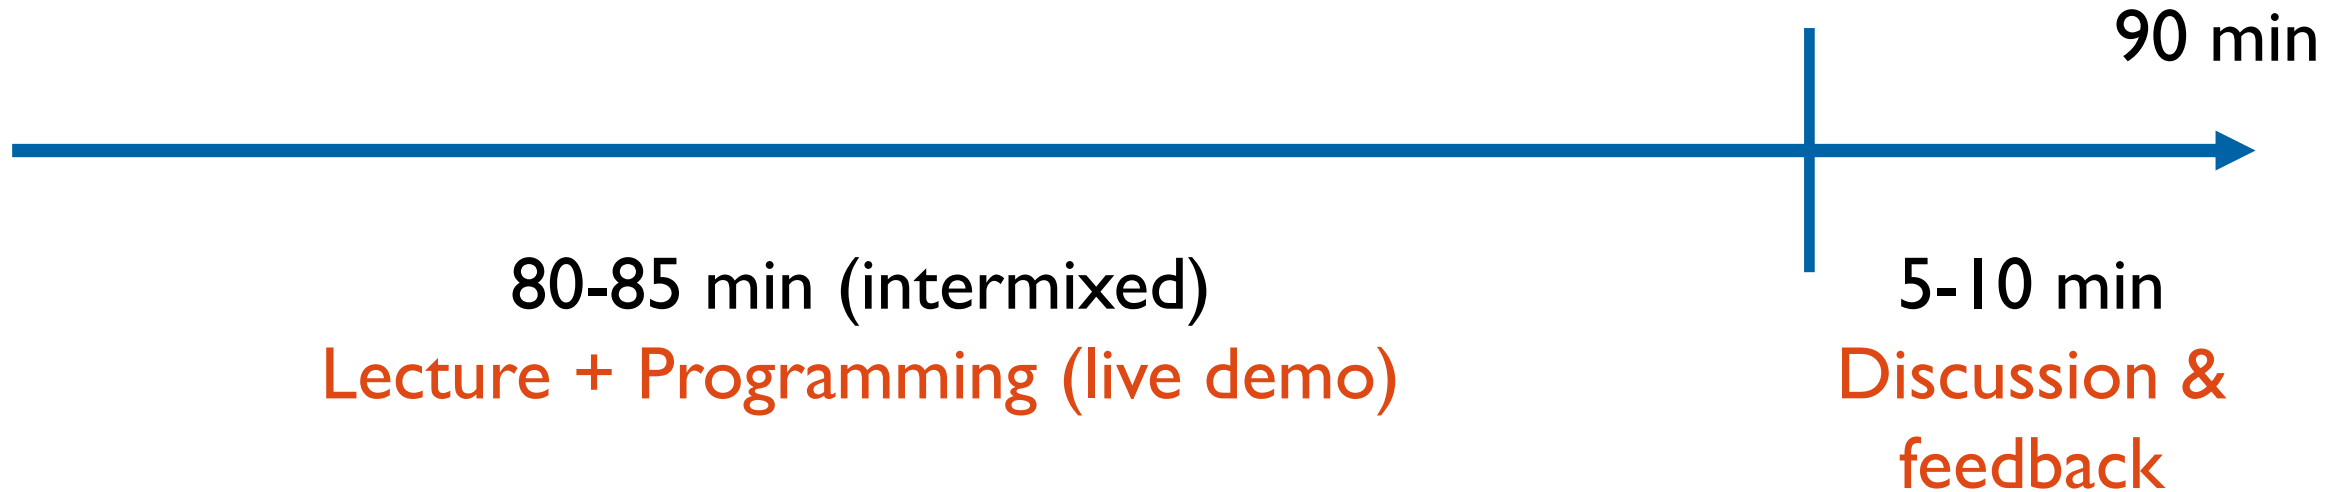 90 min
80-85 min (intermixed)
Lecture + Programming (live demo)
5-10 min
Discussion &
feedback